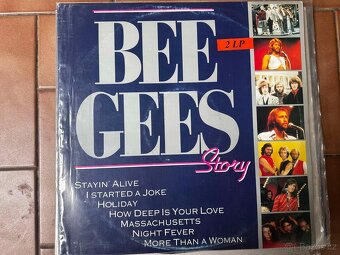 BEE
2 LP
GEES
Story
STAYIN' ALIVE
I STARTED A JOKE
HOLIDAY
HOW DEEP IS YOUR LOVE
MASSACHUSETTS
NIGHT FEVER
MORE THAN A WOMAN